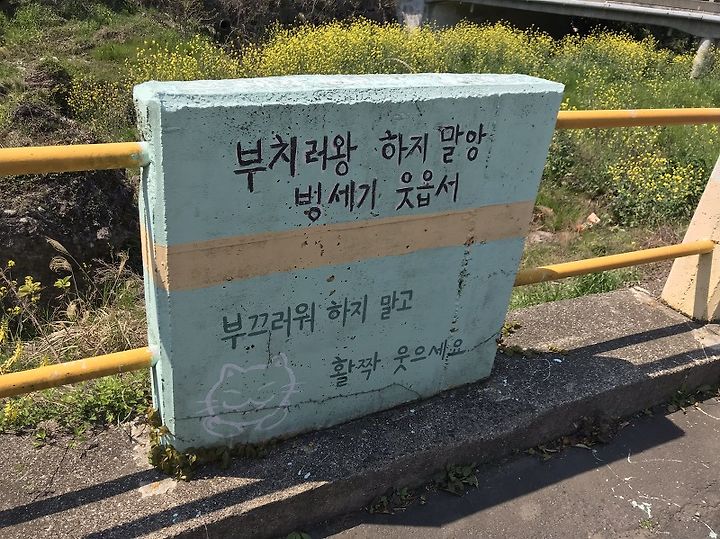 부치러왕 하지 말앙
벙세기 웃읍서
부끄러워 하지 말고
활짝 웃으세요